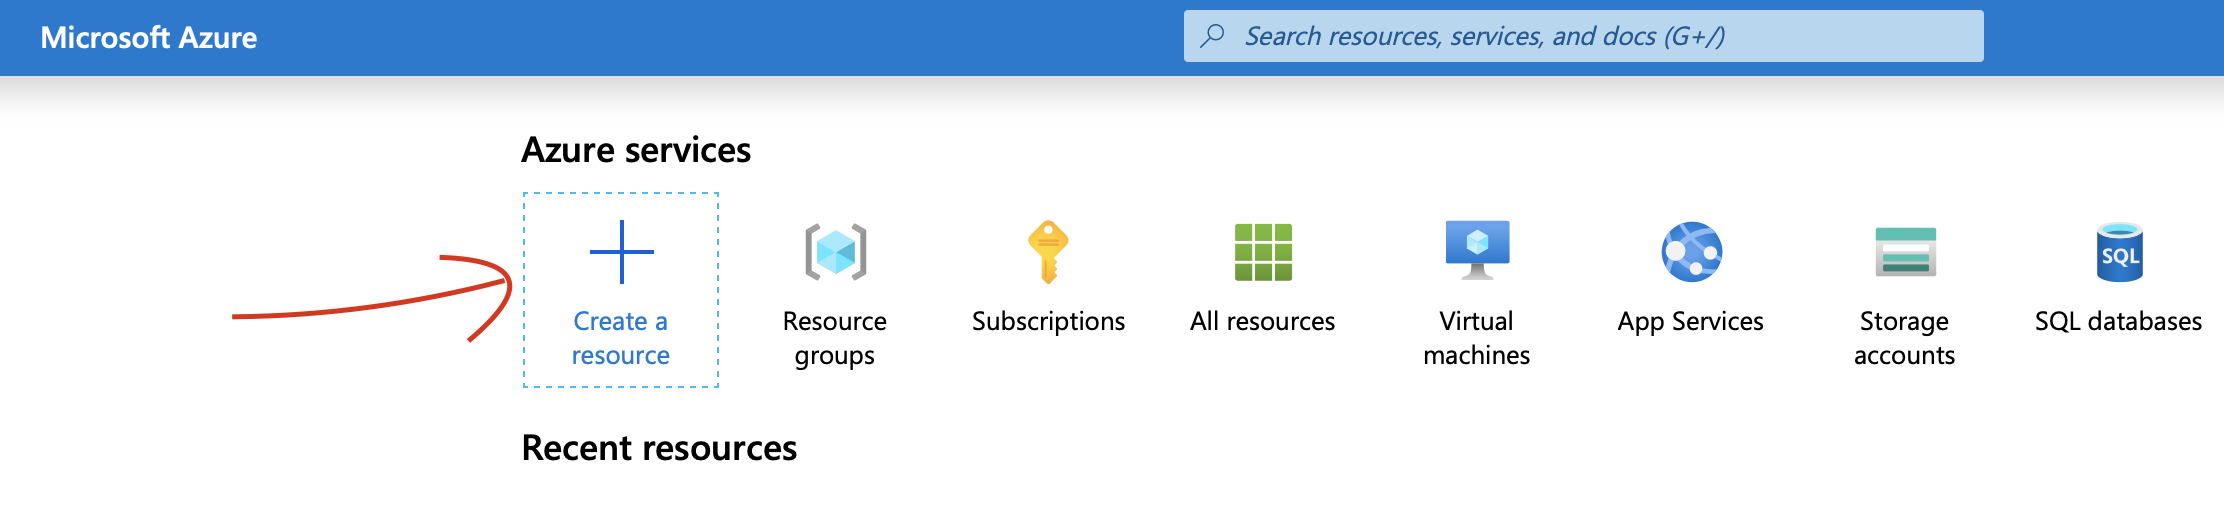 Microsoft Azure
Search resources, services, and docs (G+/)
Azure services
Create a
resource
Resource
groups
Subscriptions
All resources
Virtual
machines
App Services
Storage
accounts
SQL
SQL databases
Recent resources